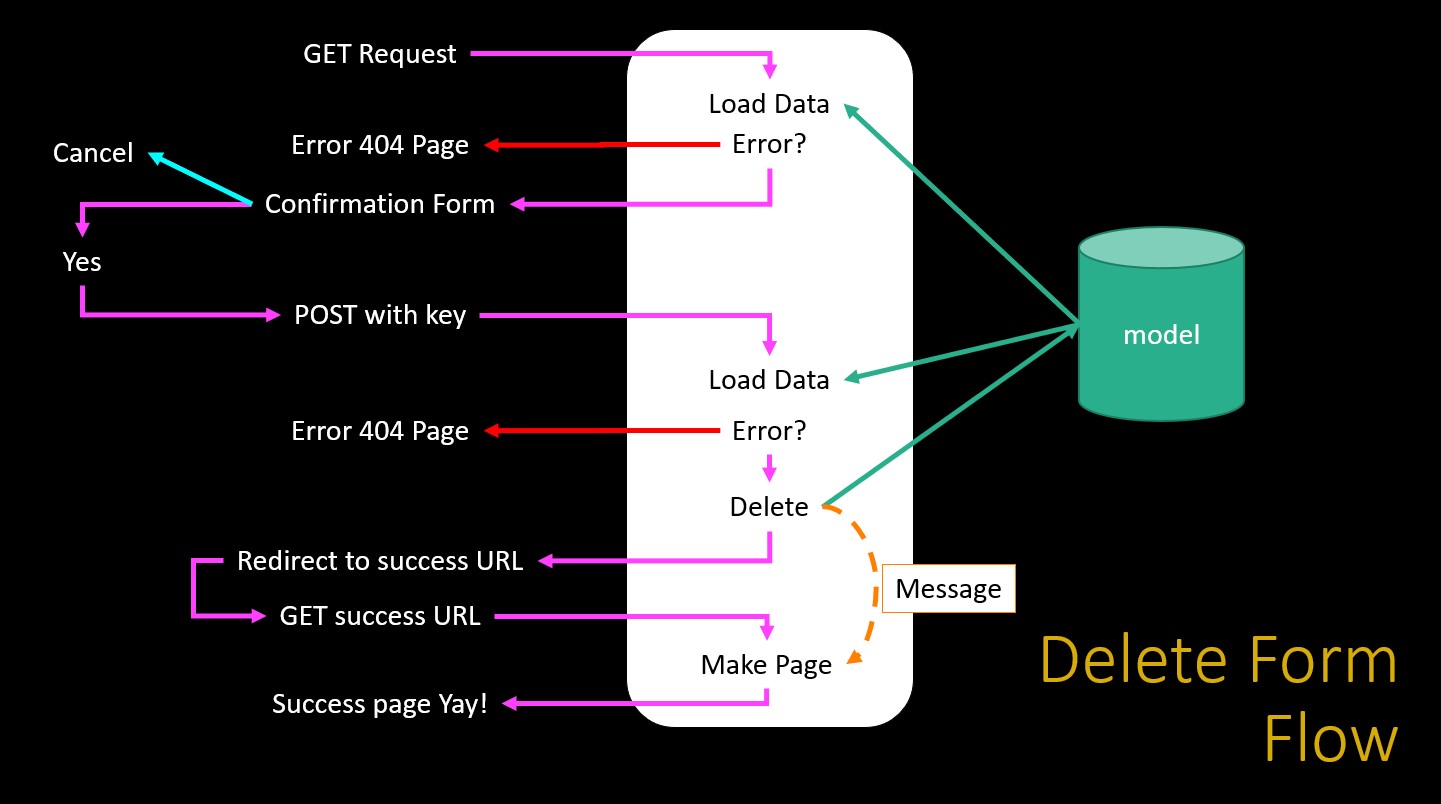 GET Request
Load Data
Error 404 Page
Error?
Cancel
Confirmation Form
Yes
POST with key
model
Load Data
Error 404 Page
Error?
Delete
Redirect to success URL
Message
GET success URL
Make Page
Success page Yay!
Delete Form
Flow